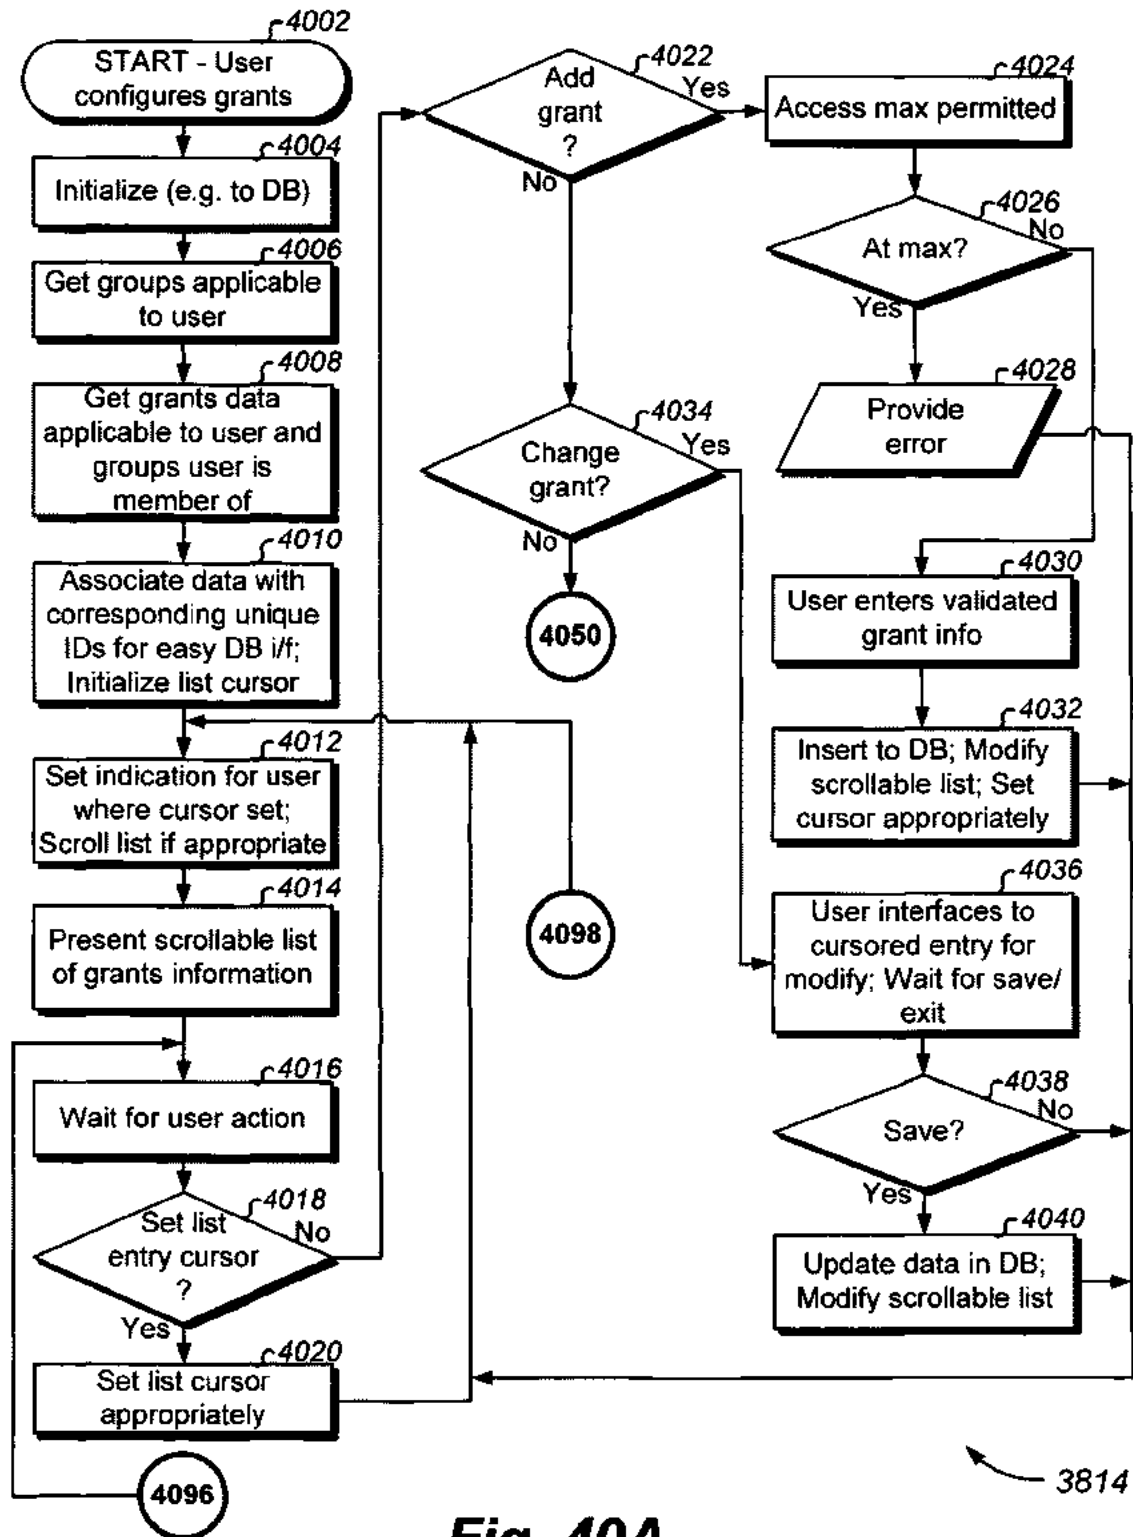 4002
START - User
configures grants
4004
Initialize (e.g. to DB)
4006
Get groups applicable
to user
4008
Get grants data
applicable to user and
groups user is
member of
4010
Associate data with
corresponding unique
IDs for easy DB i/f;
Initialize list cursor
4012
Set indication for user
where cursor set;
Scroll list if appropriate
4014
Present scrollable list
of grants information
4016
Wait for user action
4018
Set list
entry cursor
?
No
Yes
4020
Set list cursor
appropriately
4096
4022
Add
grant
?
Yes
No
4034
Change
grant?
Yes
No
4050
4098
4024
Access max permitted
4026
At max?
No
Yes
4028
Provide
error
4030
User enters validated
grant info
4032
Insert to DB; Modify
scrollable list; Set
cursor appropriately
4036
User interfaces to
cursored entry for
modify; Wait for save/
exit
4038
Save?
No
Yes
4040
Update data in DB;
Modify scrollable list
3814
Fig. 40A